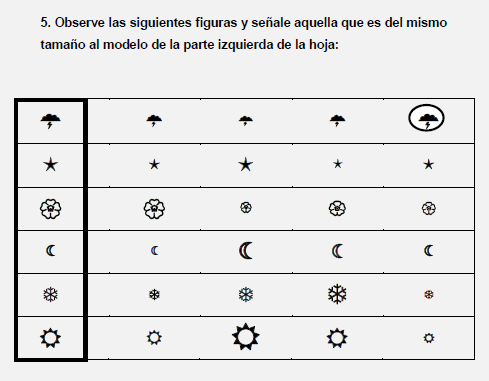 5. Observe las siguientes figuras y señale aquella que es del mismo
tamaño al modelo de la parte izquierda de la hoja: